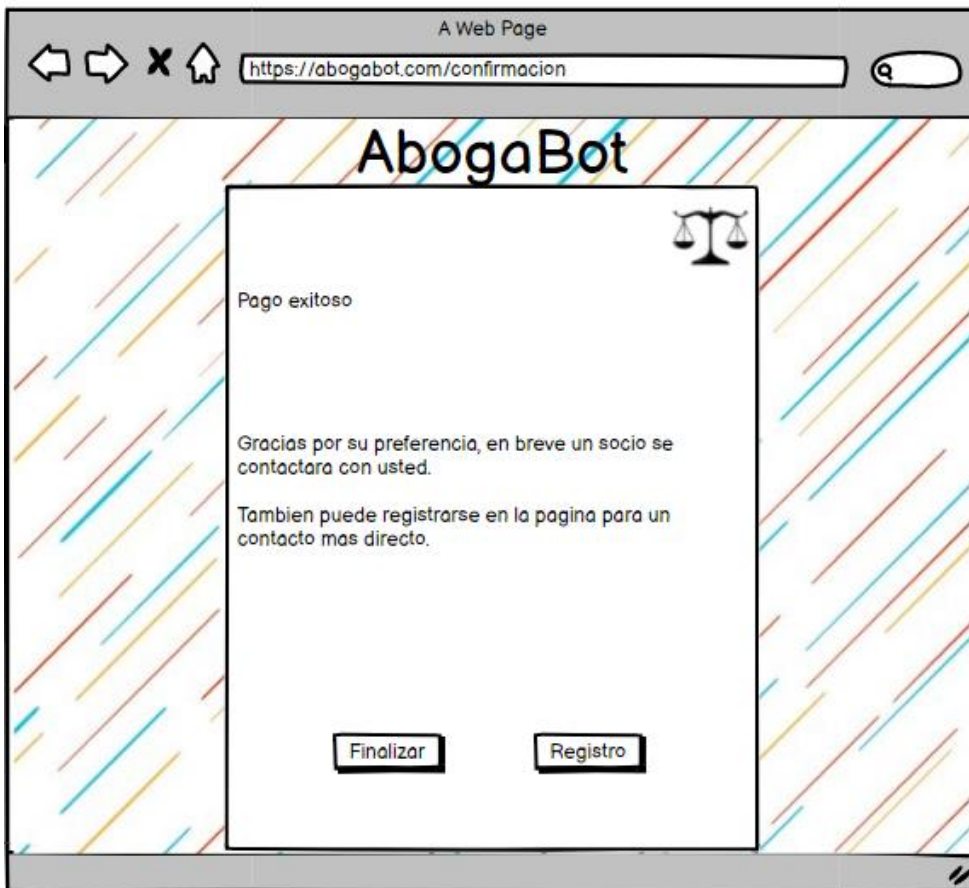 A Web Page
https://abogabot.com/confirmacion
AbogaBot
Pago exitoso
Gracias por su preferencia, en breve un socio se
contactara con usted.
Tambien puede registrarse en la pagina para un
contacto mas directo.
Finalizar
Registro